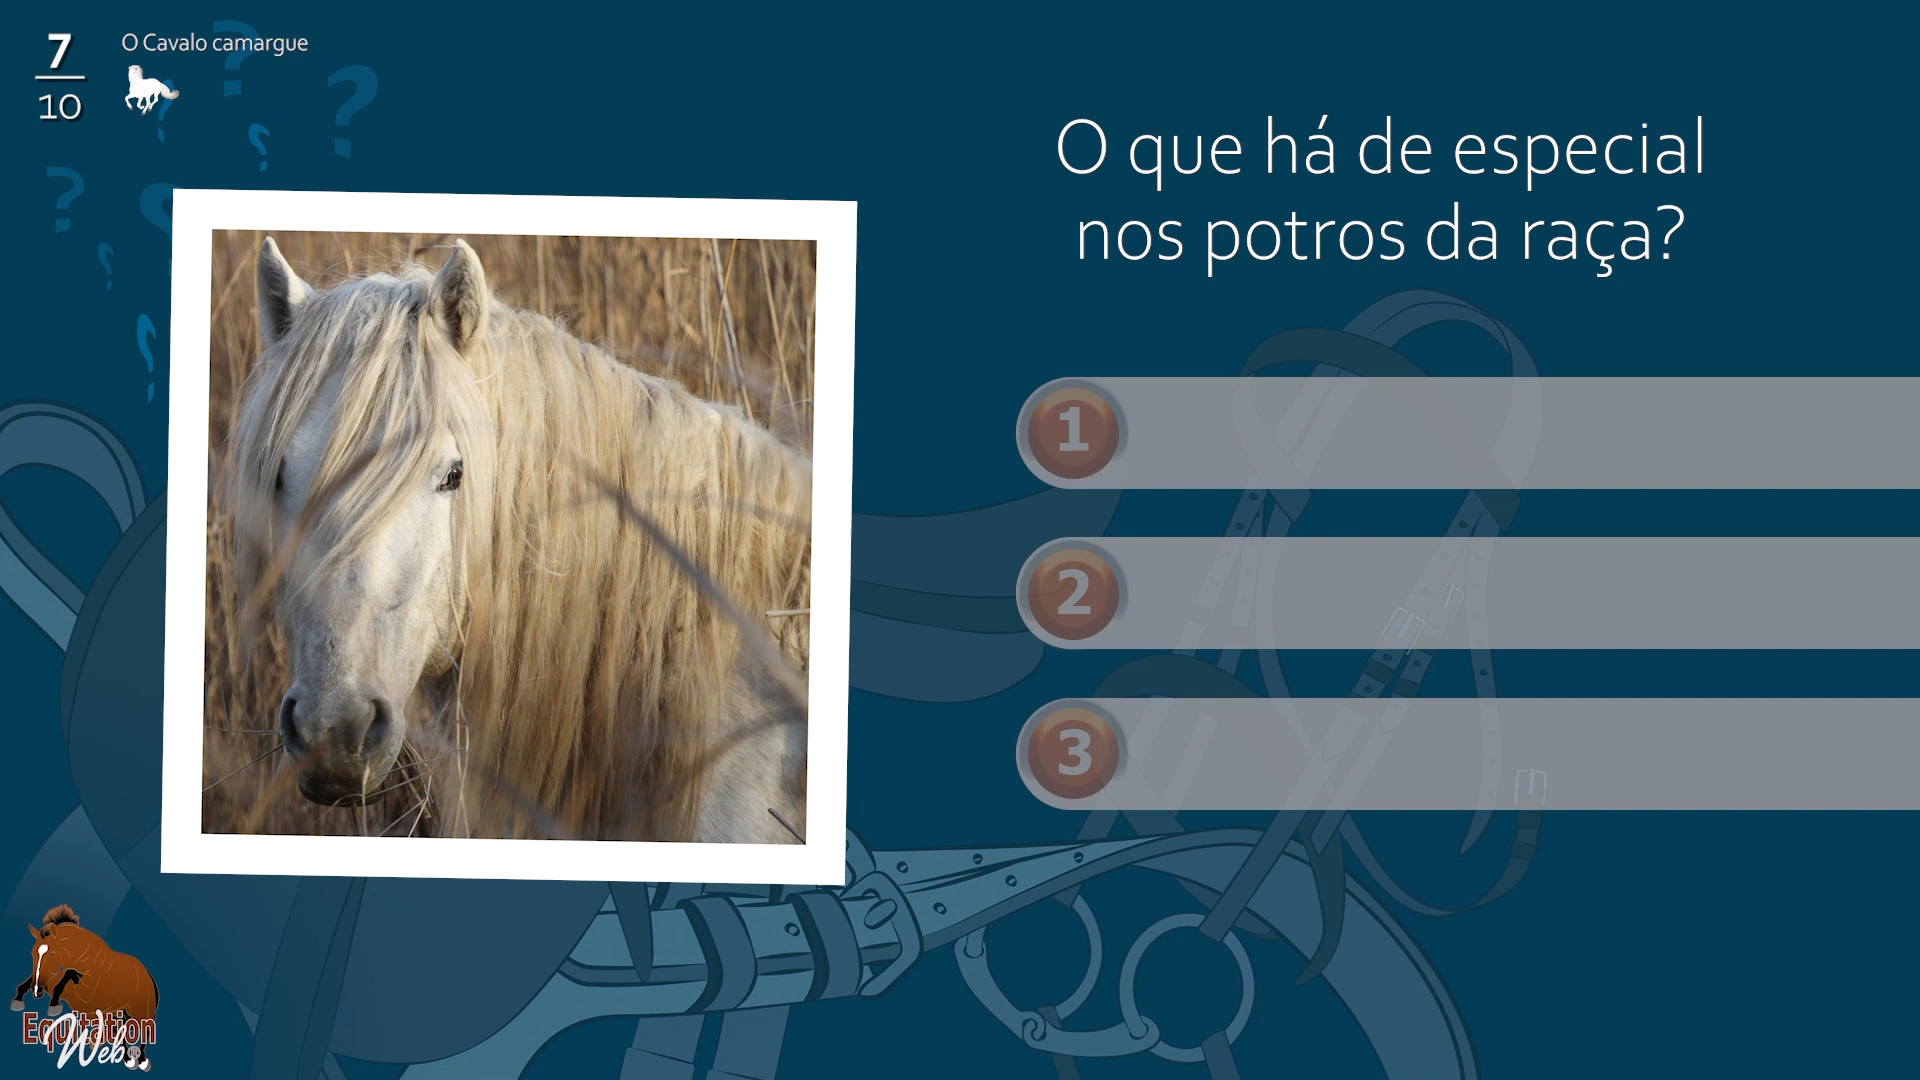 7
10
O Cavalo camargue
O que há de especial
nos potros da raça?
1
2
3
Equitation
Web